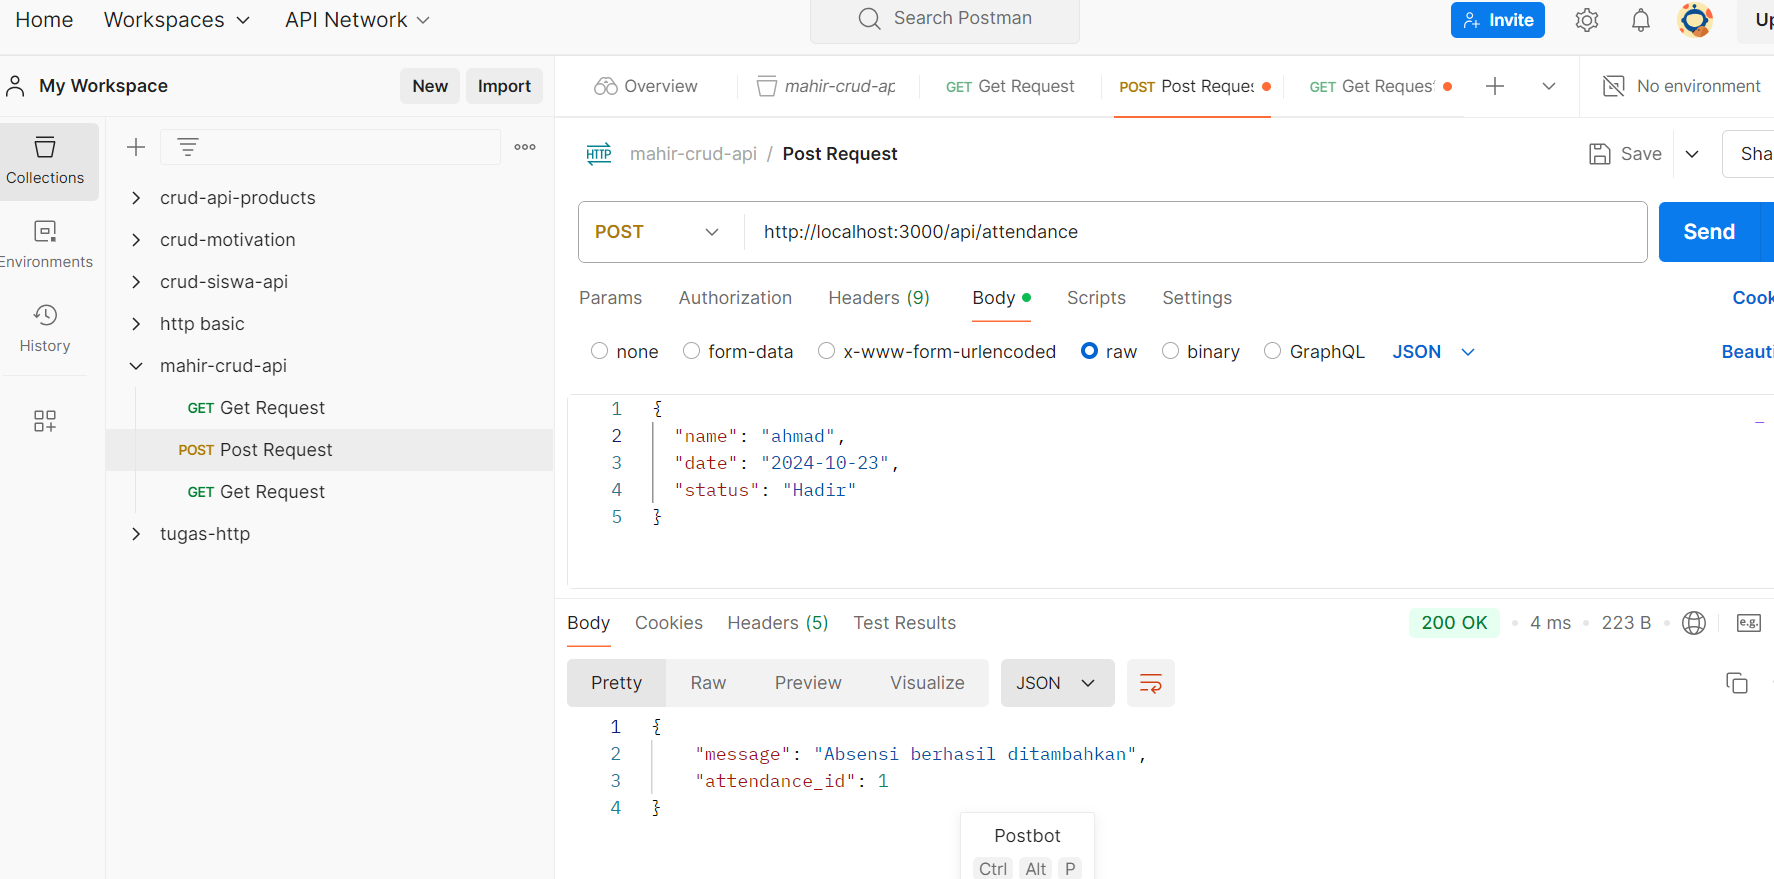 Home Workspaces API Network Search Postman Invite Up
My Workspace New Import Overview mahir-crud-ap GET Get Request POST Post Reques GET Get Reques No environment
Collections
Environments
History
crud-api-products
crud-motivation
crud-siswa-api
http basic
mahir-crud-api
GET Get Request
POST Post Request
GET Get Request
tugas-http
HTTP mahir-crud-api / Post Request Save Sha
POST http://localhost:3000/api/attendance Send
Params Authorization Headers (9) Body Scripts Settings Cook
none form-data x-www-form-urlencoded raw binary GraphQL JSON Beauti
1 {
2 "name": "ahmad",
3 "date": "2024-10-23",
4 "status": "Hadir"
5 }
Body Cookies Headers (5) Test Results 200 OK 4 ms 223 B e.g.
Pretty Raw Preview Visualize JSON
1 {
2 "message": "Absensi berhasil ditambahkan",
3 "attendance_id": 1
4 }
Postbot
Ctrl Alt P